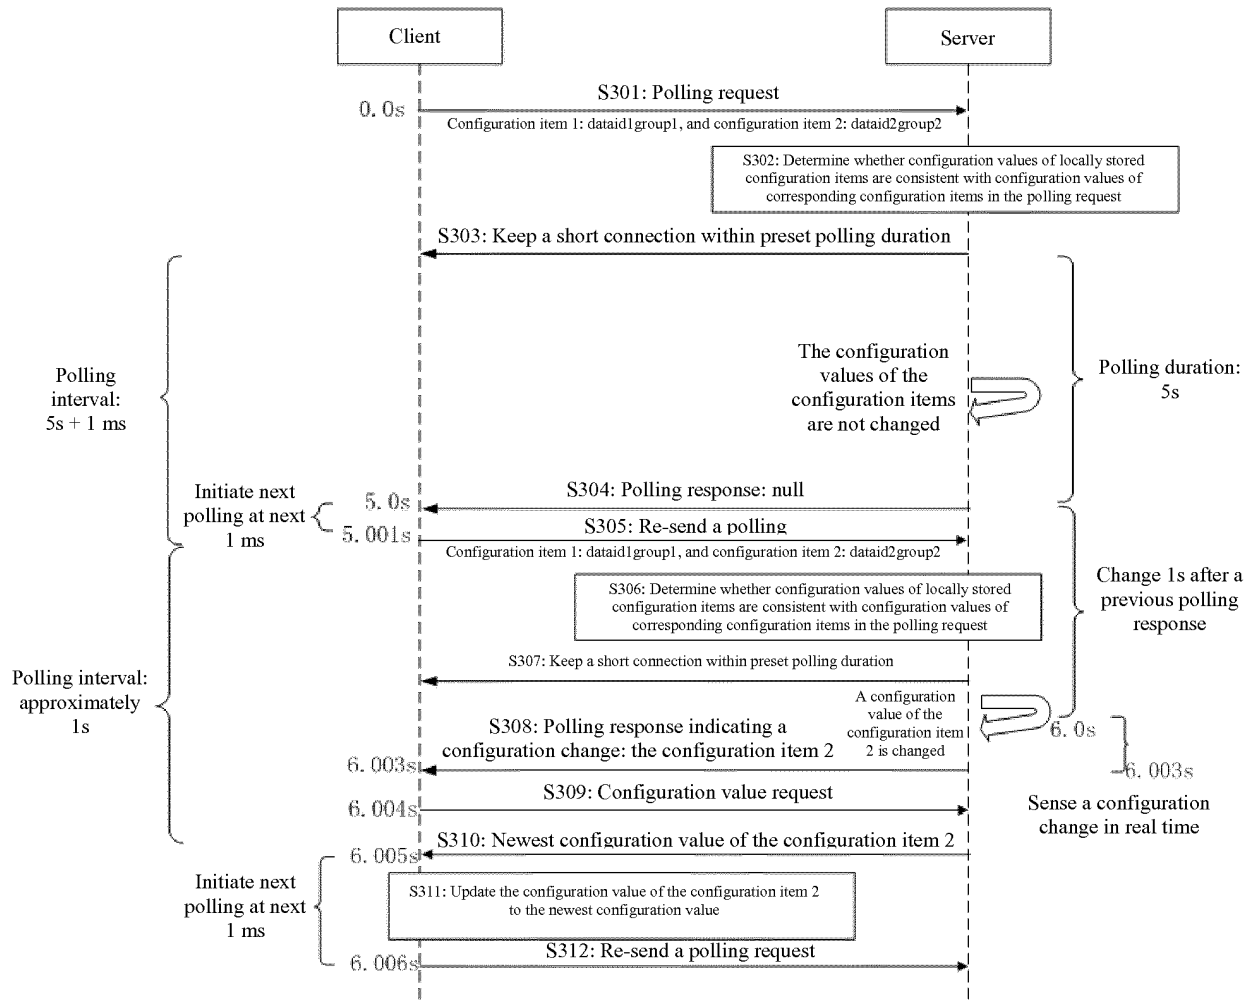 Client
Server
S301: Polling request
0.0s
Configuration item 1: dataid1group1, and configuration item 2: dataid2group2
S302: Determine whether configuration values of locally stored
configuration items are consistent with configuration values of
corresponding configuration items in the polling request
S303: Keep a short connection within preset polling duration
The configuration
values of the
configuration items
are not changed
Polling duration:
5s
Polling
interval:
5s + 1 ms
Initiate next
polling at next
1 ms
S304: Polling response: null
5.0s
S305: Re-send a polling
5.001s
Configuration item 1: dataid1group1, and configuration item 2: dataid2group2
S306: Determine whether configuration values of locally stored
configuration items are consistent with configuration values of
corresponding configuration items in the polling request
Change 1s after a
previous polling
response
S307: Keep a short connection within preset polling duration
Polling interval:
approximately
1s
A configuration
value of the
configuration item
2 is changed
S308: Polling response indicating a
configuration change: the configuration item 2
6.0s
6.003s
6.003s
S309: Configuration value request
6.004s
Sense a configuration
change in real time
S310: Newest configuration value of the configuration item 2
6.005s
Initiate next
polling at next
1 ms
S311: Update the configuration value of the configuration item 2
to the newest configuration value
S312: Re-send a polling request
6.006s